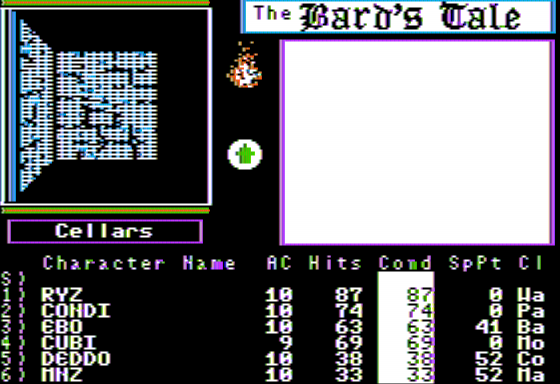 The Bard's Tale
Cellars
Character Name AC Hits Cond SpPt Cl
S)
1) RYZ 10 87 87 0 Wa
2) CONDI 10 74 74 0 Pa
3) EBO 10 63 63 41 Ba
4) CUBI 9 69 69 0 Mo
5) DEDDO 10 38 38 52 Co
6) MNZ 10 33 33 52 Ma